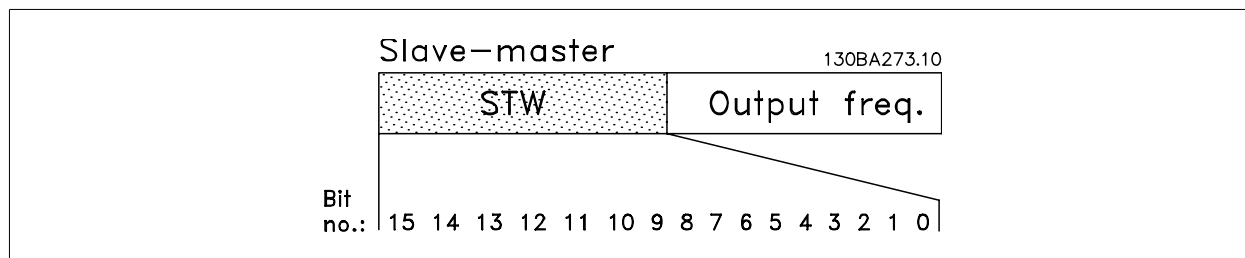 Slave-master
130BA273.10
STW
Output freq.
Bit
no.: 15 14 13 12 11 10 9 8 7 6 5 4 3 2 1 0